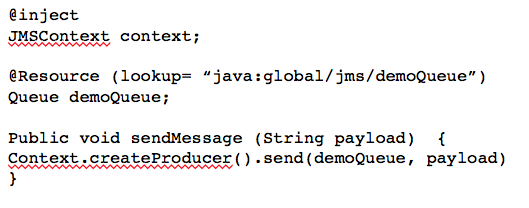 @inject
JMSContext context;
@Resource (lookup= “java:global/jms/demoQueue”)
Queue demoQueue;
Public void sendMessage (String payload)  {
Context.createProducer().send(demoQueue, payload)
}